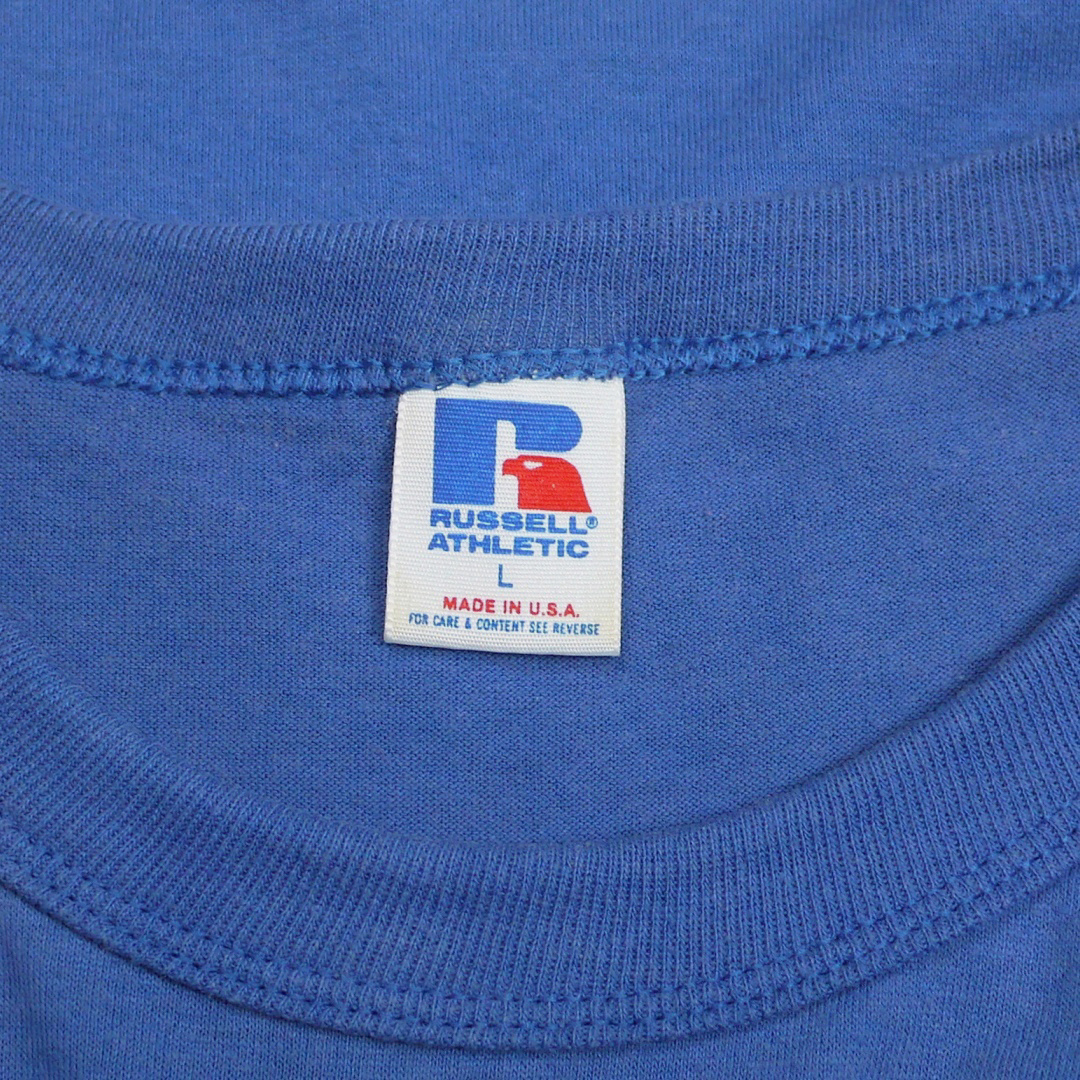 RUSSELL®
ATHLETIC
L
MADE IN U.S.A.
FOR CARE & CONTENT SEE REVERSE